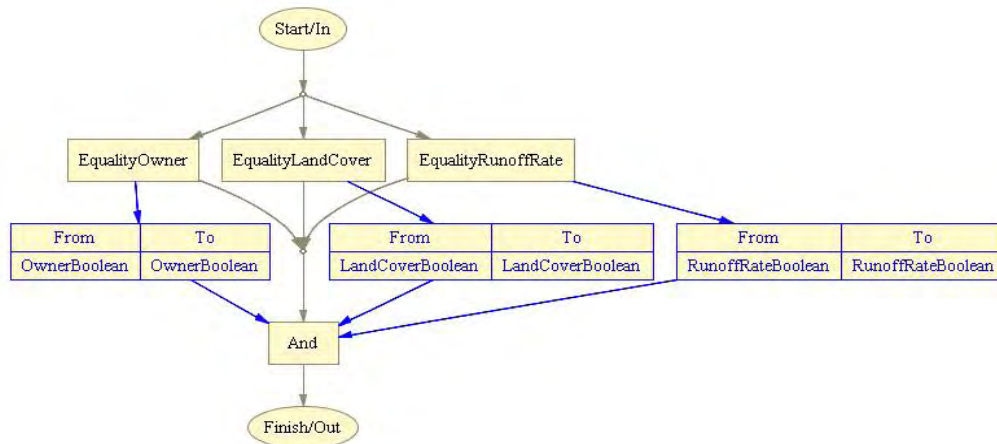 Start/In
EqualityOwner
EqualityLandCover
EqualityRunoffRate
From To
OwnerBoolean OwnerBoolean
From To
LandCoverBoolean LandCoverBoolean
From To
RunoffRateBoolean RunoffRateBoolean
And
Finish/Out